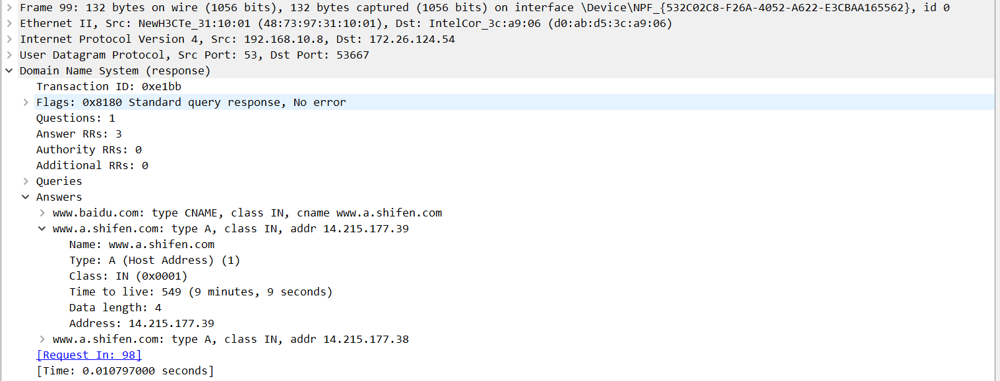 Frame 99: 132 bytes on wire (1056 bits), 132 bytes captured (1056 bits) on interface \Device\NPF_{532C02C8-F26A-4052-A622-E3CBAA165562}, id 0
Ethernet II, Src: NewH3CTe_31:10:01 (48:73:97:31:10:01), Dst: IntelCor_3c:a9:06 (d0:ab:d5:3c:a9:06)
Internet Protocol Version 4, Src: 192.168.10.8, Dst: 172.26.124.54
User Datagram Protocol, Src Port: 53, Dst Port: 53667
Domain Name System (response)
Transaction ID: 0xe1bb
Flags: 0x8180 Standard query response, No error
Questions: 1
Answer RRs: 3
Authority RRs: 0
Additional RRs: 0
Queries
Answers
www.baidu.com: type CNAME, class IN, cname www.a.shifen.com
www.a.shifen.com: type A, class IN, addr 14.215.177.39
Name: www.a.shifen.com
Type: A (Host Address) (1)
Class: IN (0x0001)
Time to live: 549 (9 minutes, 9 seconds)
Data length: 4
Address: 14.215.177.39
www.a.shifen.com: type A, class IN, addr 14.215.177.38
[Request In: 98]
[Time: 0.010797000 seconds]